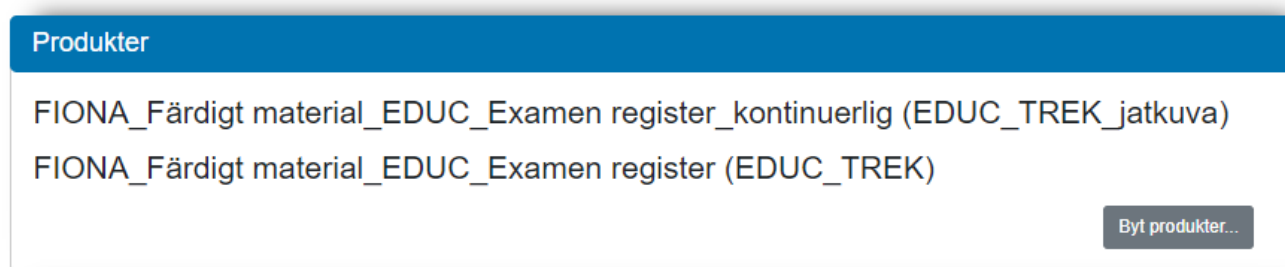 Produkter
FIONA_Färdigt material_EDUC_Examen register_kontinuerlig (EDUC_TREK_jatkuva)
FIONA_Färdigt material_EDUC_Examen register (EDUC_TREK)
Byt produkter...